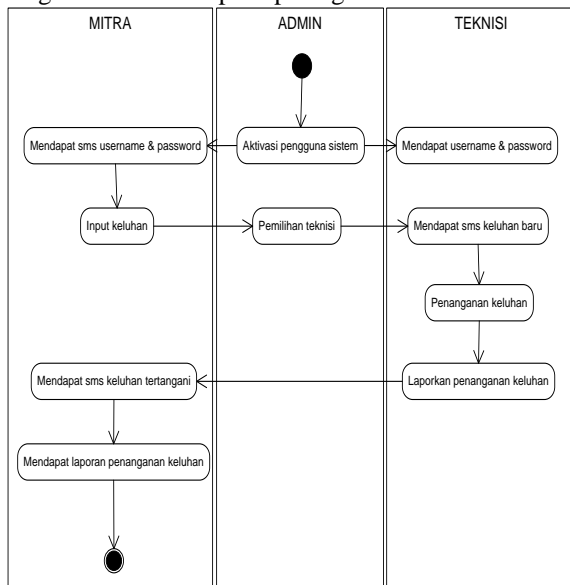 MITRA
ADMIN
TEKNISI
Mendapat sms username & password
Aktivasi pengguna sistem
Mendapat username & password
Input keluhan
Pemilihan teknisi
Mendapat sms keluhan baru
Penanganan keluhan
Mendapat sms keluhan tertangani
Laporkan penanganan keluhan
Mendapat laporan penanganan keluhan